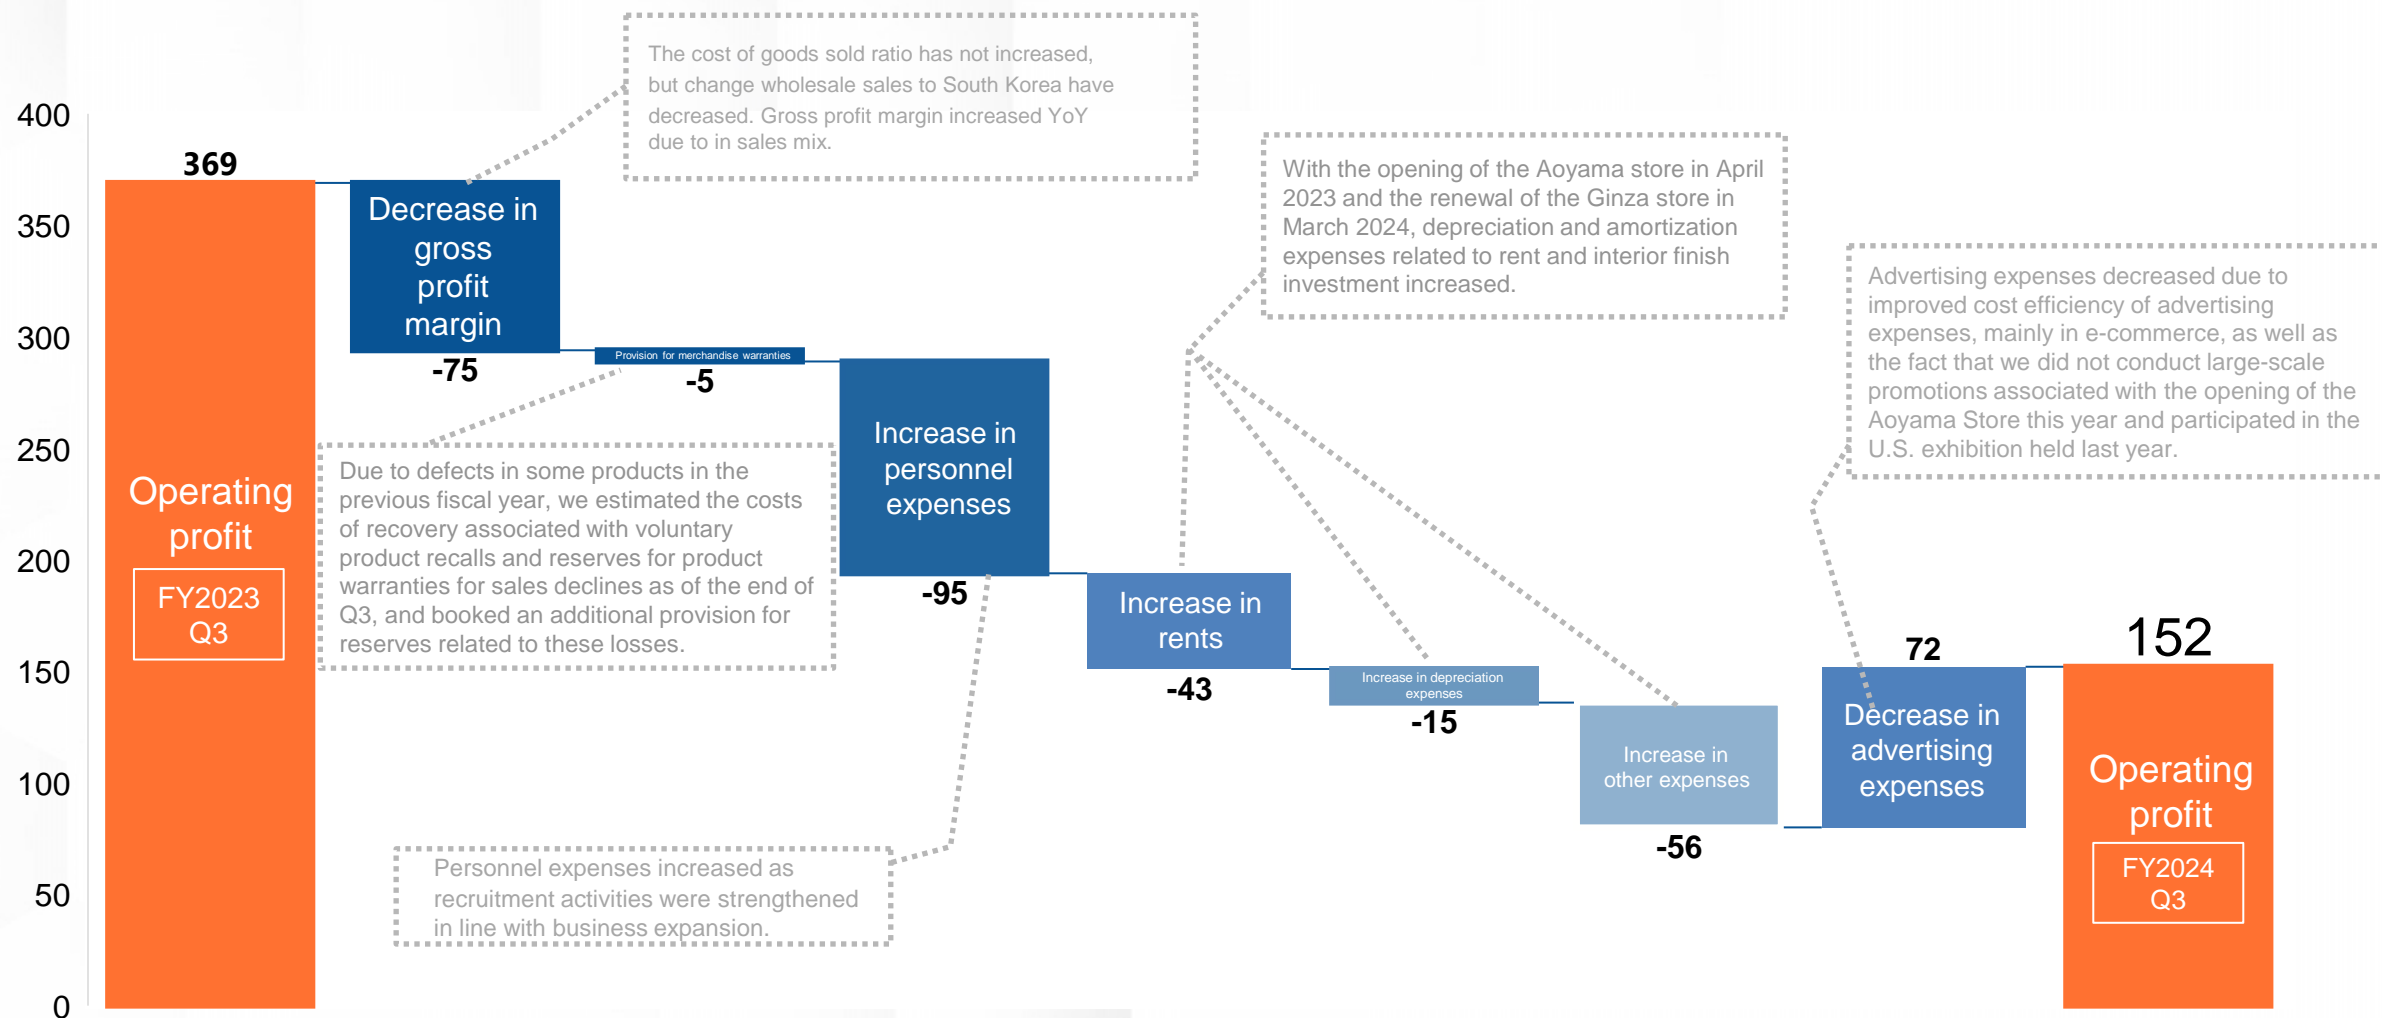 The cost of goods sold ratio has not increased,
but change wholesale sales to South Korea have
decreased. Gross profit margin increased YoY
due to in sales mix.
With the opening of the Aoyama store in April
2023 and the renewal of the Ginza store in
March 2024, depreciation and amortization
expenses related to rent and interior finish
investment increased.
Advertising expenses decreased due to
improved cost efficiency of advertising
expenses, mainly in e-commerce, as well as
the fact that we did not conduct large-scale
promotions associated with the opening of the
Aoyama Store this year and participated in the
U.S. exhibition held last year.
400
350
300
250
200
150
100
50
0
369
Operating
profit
FY2023
Q3
Decrease in
gross
profit
margin
-75
Provision for merchandise warranties
-5
Due to defects in some products in the
previous fiscal year, we estimated the costs
of recovery associated with voluntary
product recalls and reserves for product
warranties for sales declines as of the end of
Q3, and booked an additional provision for
reserves related to these losses.
Increase in
personnel
expenses
-95
Personnel expenses increased as
recruitment activities were strengthened
in line with business expansion.
Increase in
rents
-43
Increase in depreciation
expenses
-15
Increase in
other expenses
-56
72
Decrease in
advertising
expenses
152
Operating
profit
FY2024
Q3